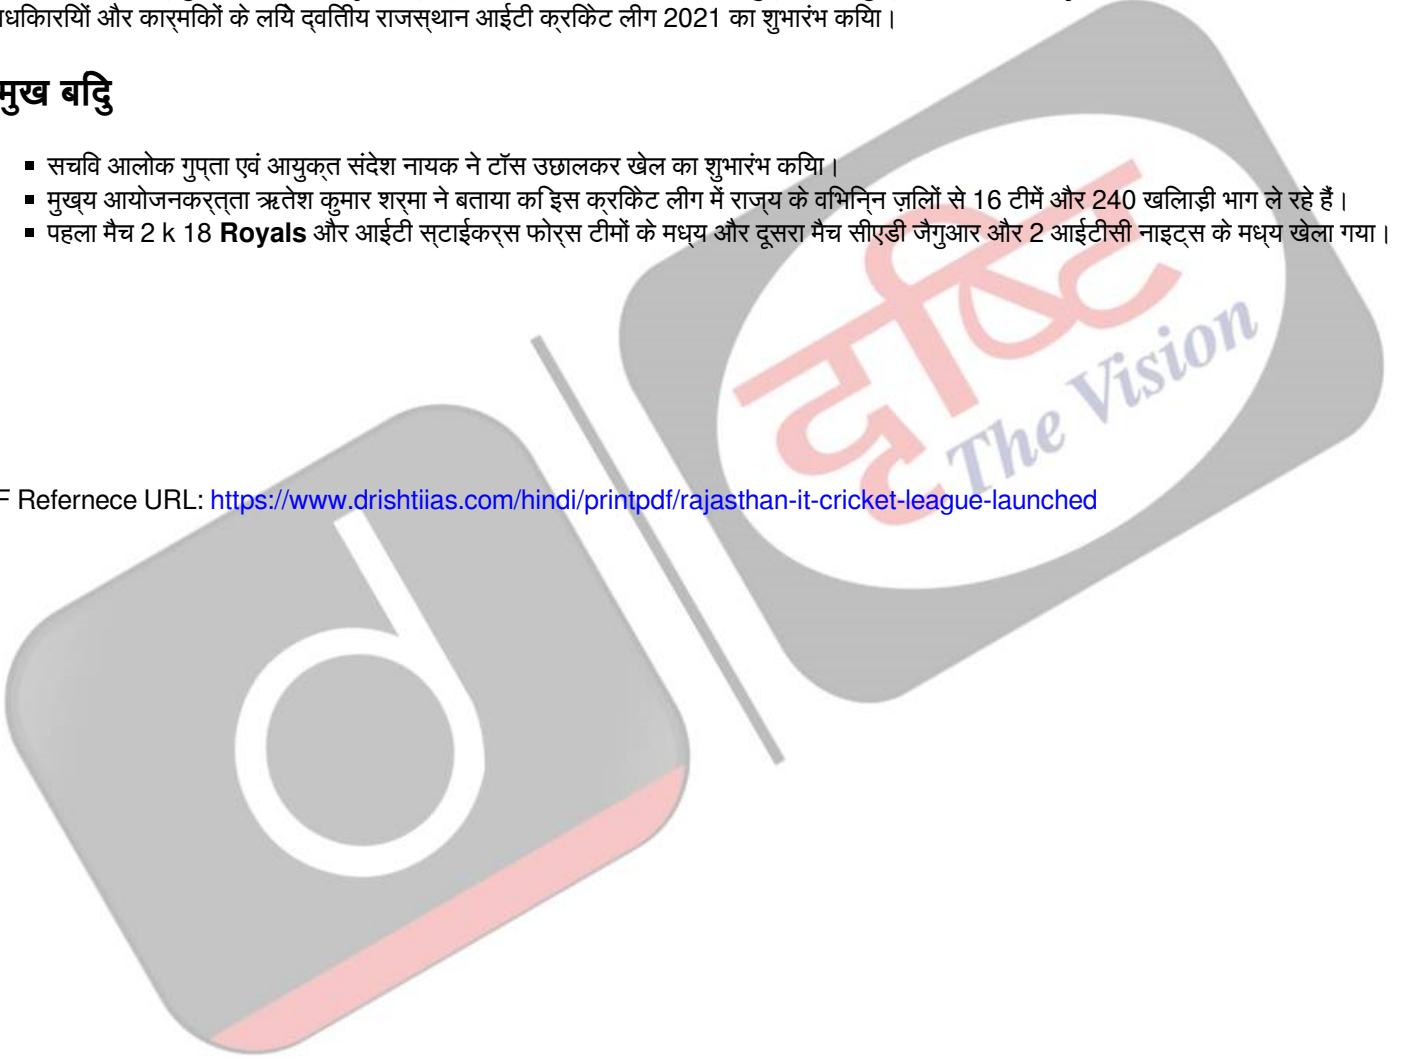 धिकारियों और कार्मिकों के लिये द्वितीय राजस्थान आईटी क्रिकेट लीग 2021 का शुभारंभ किया।
मुख बिंदु
सचिव आलोक गुप्ता एवं आयुक्त संदेश नायक ने टॉस उछालकर खेल का शुभारंभ किया।
मुख्य आयोजनकर्त्ता ऋतेश कुमार शर्मा ने बताया कि इस क्रिकेट लीग में राज्य के विभिन्न ज़िलों से 16 टीमें और 240 खिलाड़ी भाग ले रहे हैं।
पहला मैच 2 k 18 Royals और आईटी स्टाईकर्स फोर्स टीमों के मध्य और दूसरा मैच सीएडी जैगुआर और 2 आईटीसी नाइट्स के मध्य खेला गया।
दृष्टि
The Vision
F Refernece URL: https://www.drishtiias.com/hindi/printpdf/rajasthan-it-cricket-league-launched
d